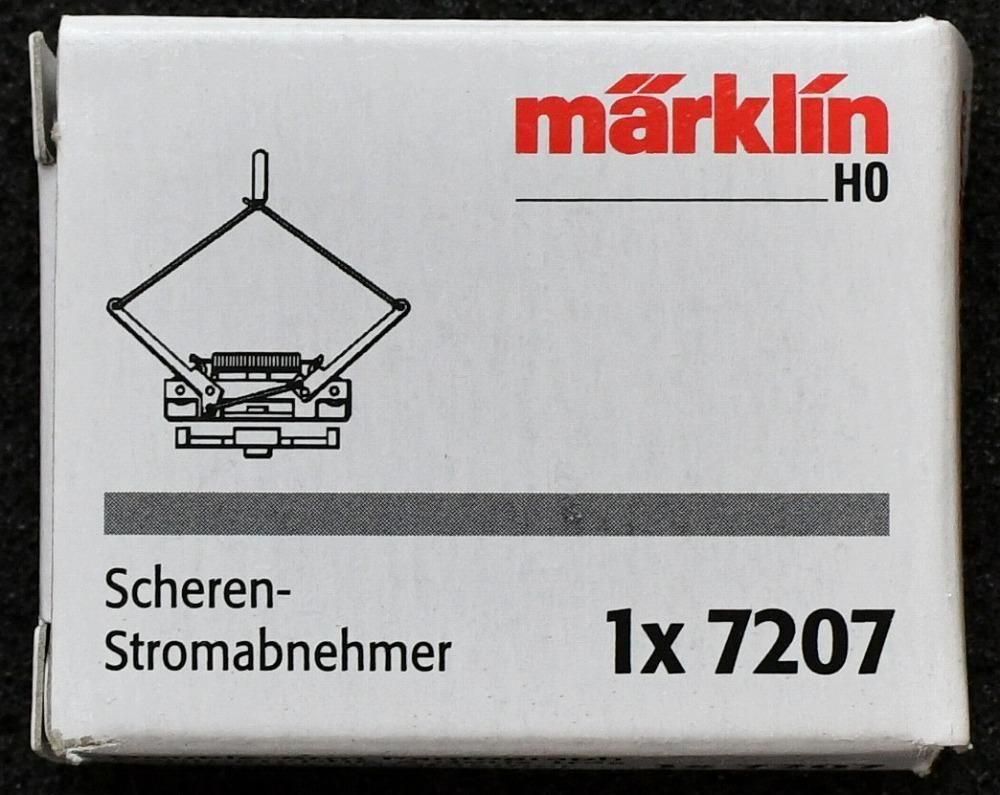 märklin
H0
Scheren-
Stromabnehmer
1x 7207